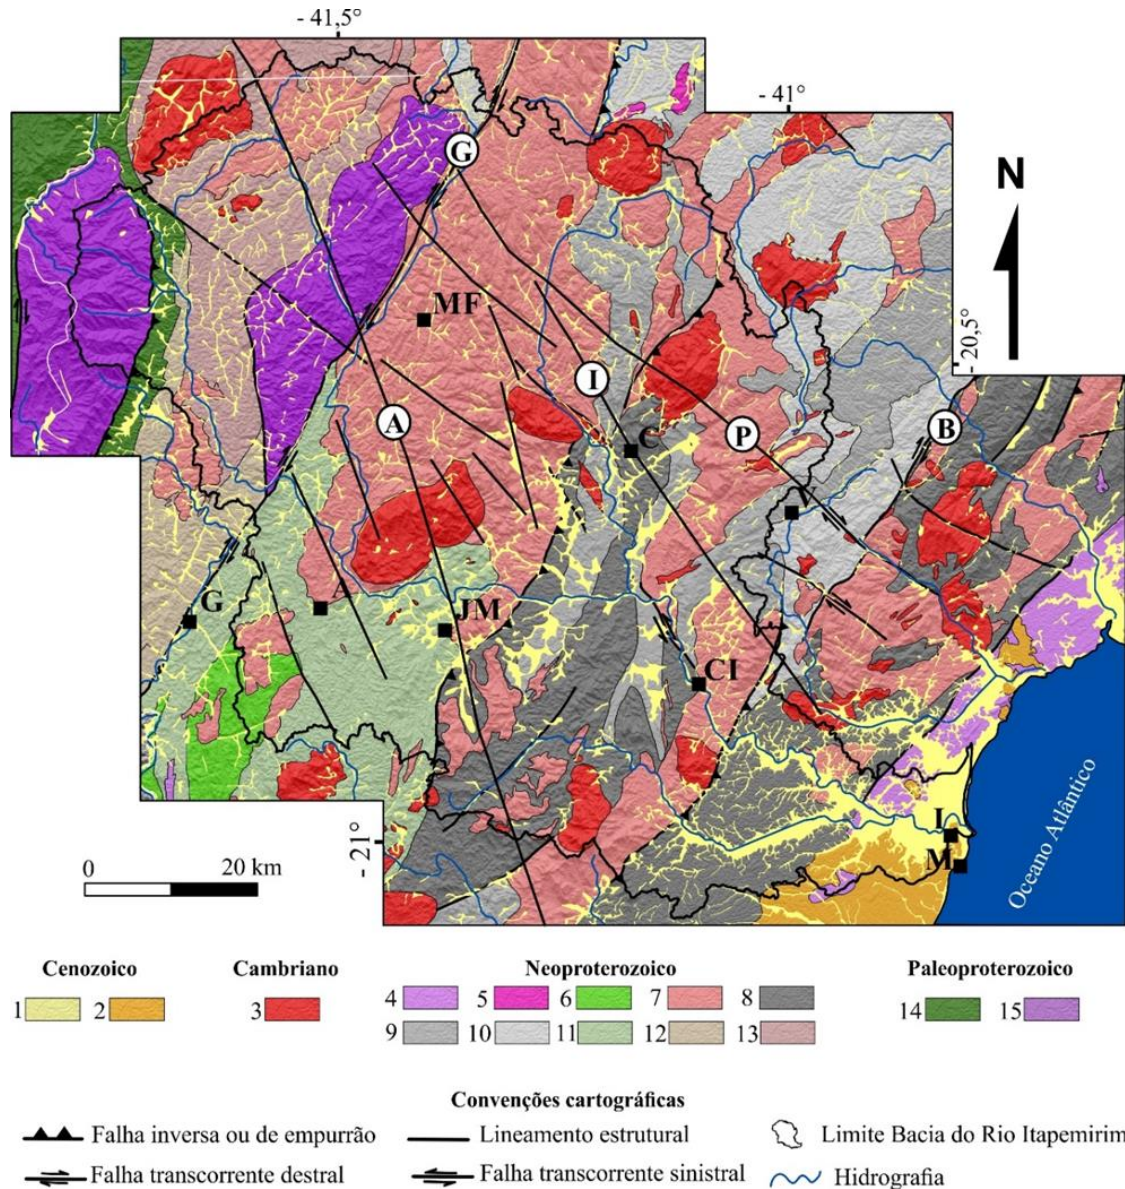 - 41,5°
- 41°
N
G
MF
- 20,5°
I
A
P
B
C
V
G
A
JM
CI
- 21°
0 20 km
I
M
Oceano Atlântico
Cenozoico Cambriano Neoproterozoico Paleoproterozoico
1 2 3 4 5 6 7 8 14 15
9 10 11 12 13
Convenções cartográficas
Falha inversa ou de empurrão Lineamento estrutural Limite Bacia do Rio Itapemirim
Falha transcorrente destral Falha transcorrente sinistral Hidrografia